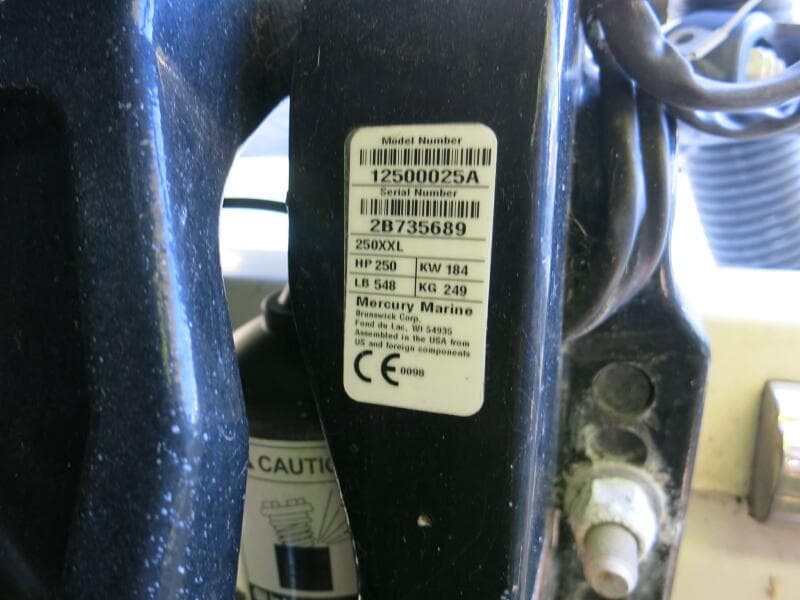 Model Number
12500025A
Serial Number
2B735689
250XXL
HP 250 KW 184
LB 548 KG 249
Mercury Marine
Brunswick Corp.
Fond du Lac, WI 54935
Assembled in the USA from
US and foreign components
CE 0098
CAUTIO